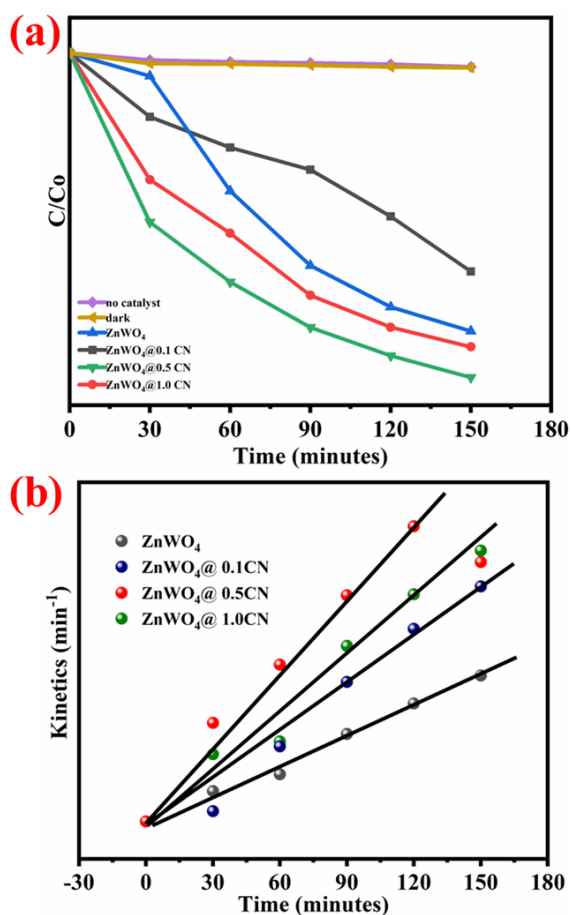 (a)
C/Co
no catalyst
dark
ZnWO₄
ZnWO₄@0.1 CN
ZnWO₄@0.5 CN
ZnWO₄@1.0 CN
0 30 60 90 120 150 180
Time (minutes)
(b)
Kinetics (min⁻¹)
ZnWO₄
ZnWO₄@ 0.1CN
ZnWO₄@ 0.5CN
ZnWO₄@ 1.0CN
-30 0 30 60 90 120 150 180
Time (minutes)